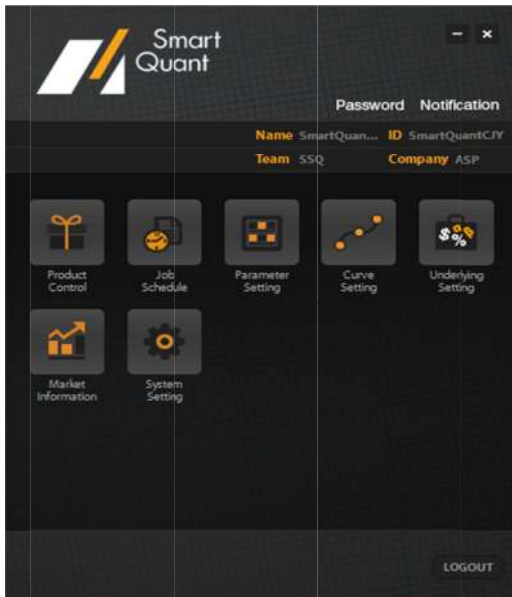 Smart
Quant
Password Notification
Name SmartQuan... ID SmartQuantCJY
Team SSQ Company ASP
Product
Control
Job
Schedule
Parameter
Setting
Curve
Setting
Underlying
Setting
Market
Information
System
Setting
LOGOUT